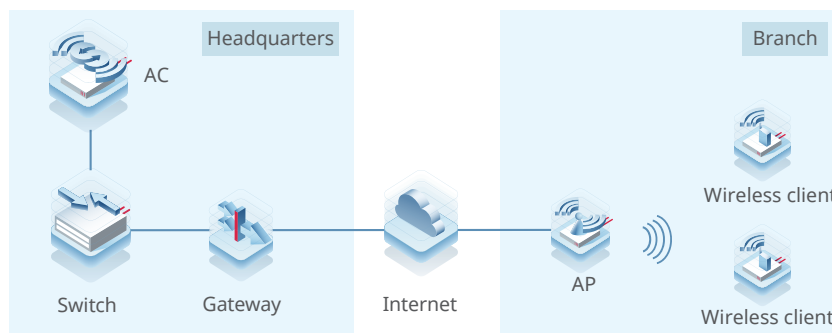 Headquarters
Branch
AC
Wireless client
Switch
Gateway
Internet
AP
Wireless client